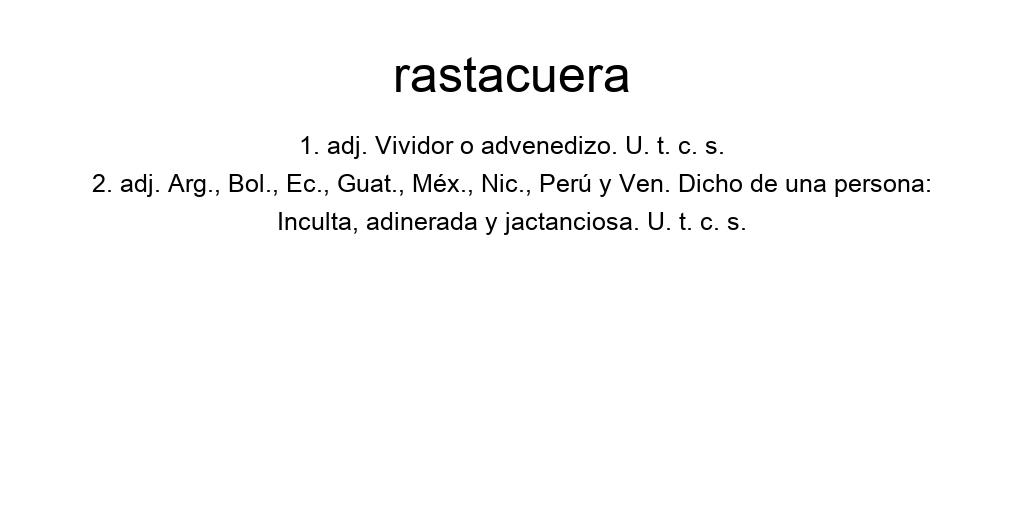 rastacuera
1. adj. Vividor o advenedizo. U. t. c. s.
2. adj. Arg., Bol., Ec., Guat., Méx., Nic., Perú y Ven. Dicho de una persona:
Inculta, adinerada y jactanciosa. U. t. c. s.